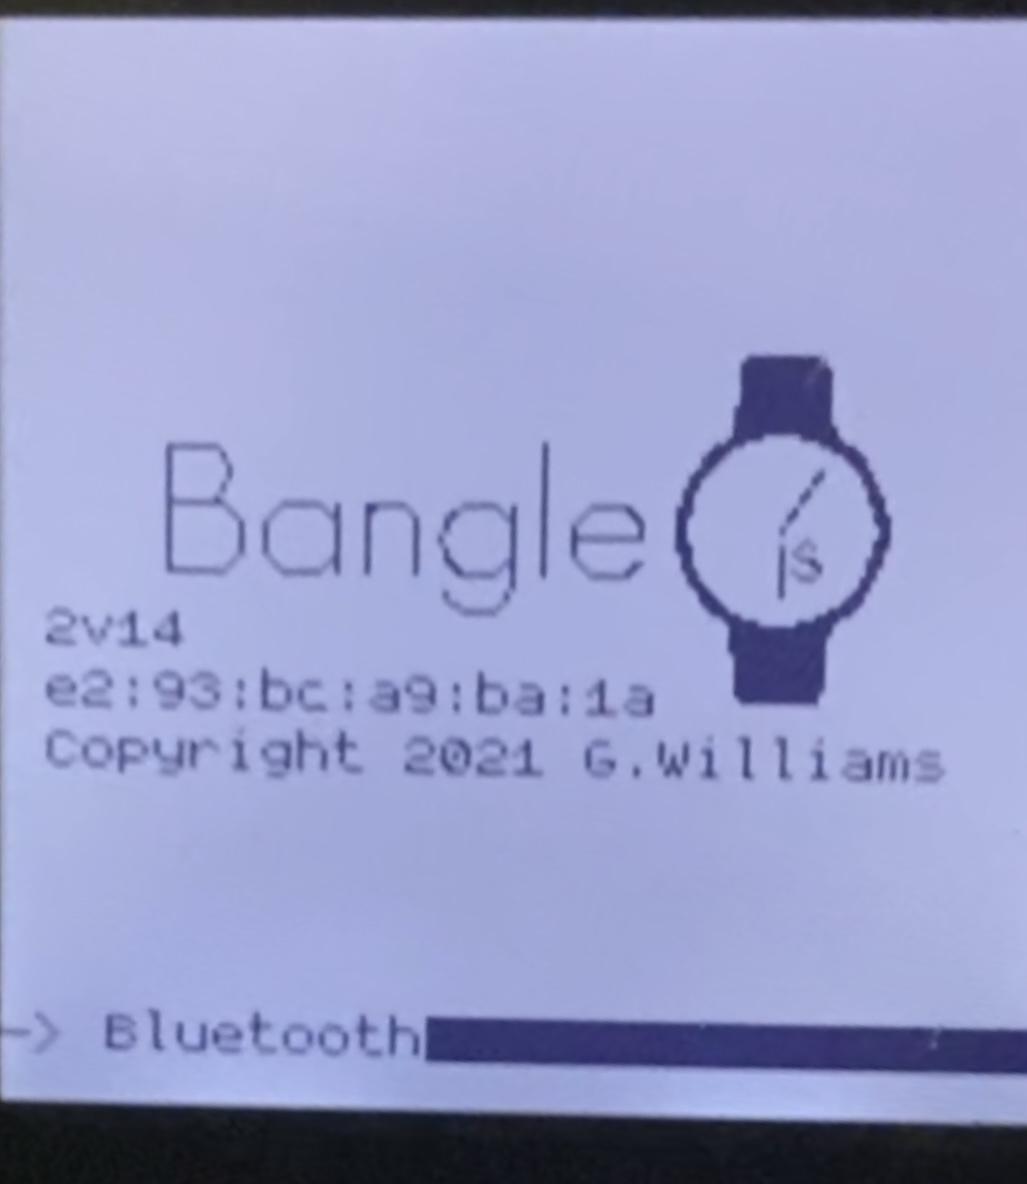 Bangle js
2v14
e2:93:bc:a9:ba:1a
Copyright 2021 G.Williams
-> Bluetooth